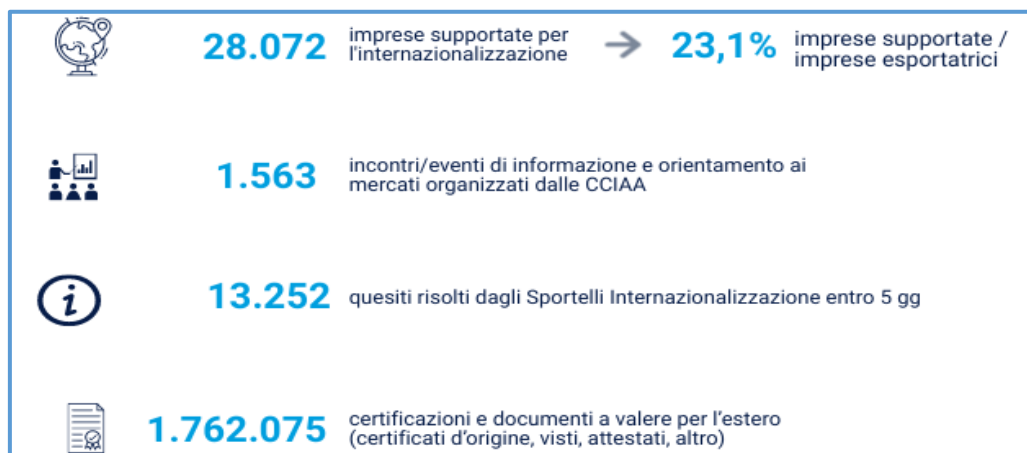 28.072 imprese supportate per
l'internazionalizzazione
23,1% imprese supportate /
imprese esportatrici
1.563 incontri/eventi di informazione e orientamento ai
mercati organizzati dalle CCIAA
i
13.252 quesiti risolti dagli Sportelli Internazionalizzazione entro 5 gg
1.762.075 certificazioni e documenti a valere per l’estero
(certificati d’origine, visti, attestati, altro)